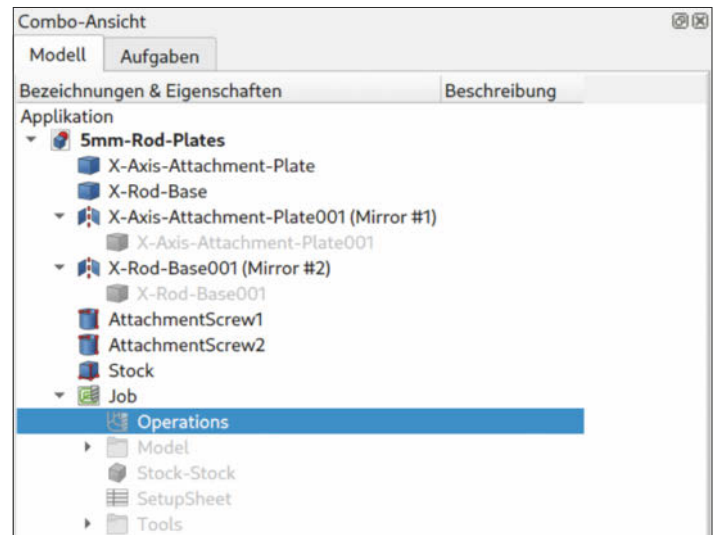 Combo-Ansicht
Modell Aufgaben
Bezeichnungen & Eigenschaften Beschreibung
Applikation
5mm-Rod-Plates
X-Axis-Attachment-Plate
X-Rod-Base
X-Axis-Attachment-Plate001 (Mirror #1)
X-Axis-Attachment-Plate001
X-Rod-Base001 (Mirror #2)
X-Rod-Base001
AttachmentScrew1
AttachmentScrew2
Stock
Job
Operations
Model
Stock-Stock
SetupSheet
Tools